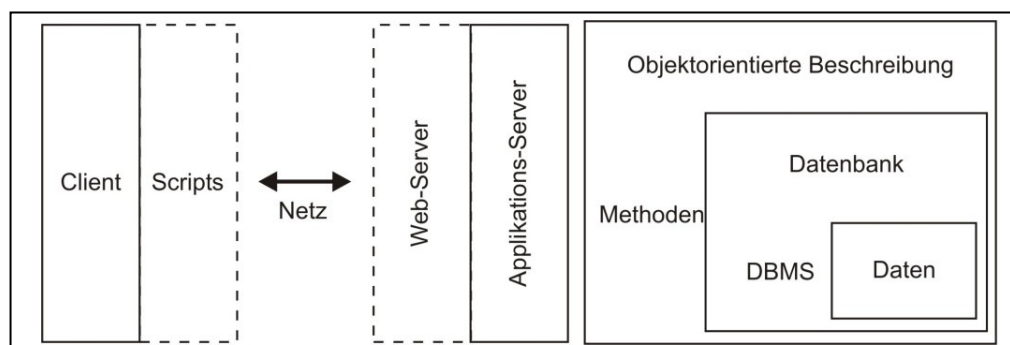 Client
Scripts
Netz
Web-Server
Applikations-Server
Objektorientierte Beschreibung
Methoden
Datenbank
DBMS
Daten